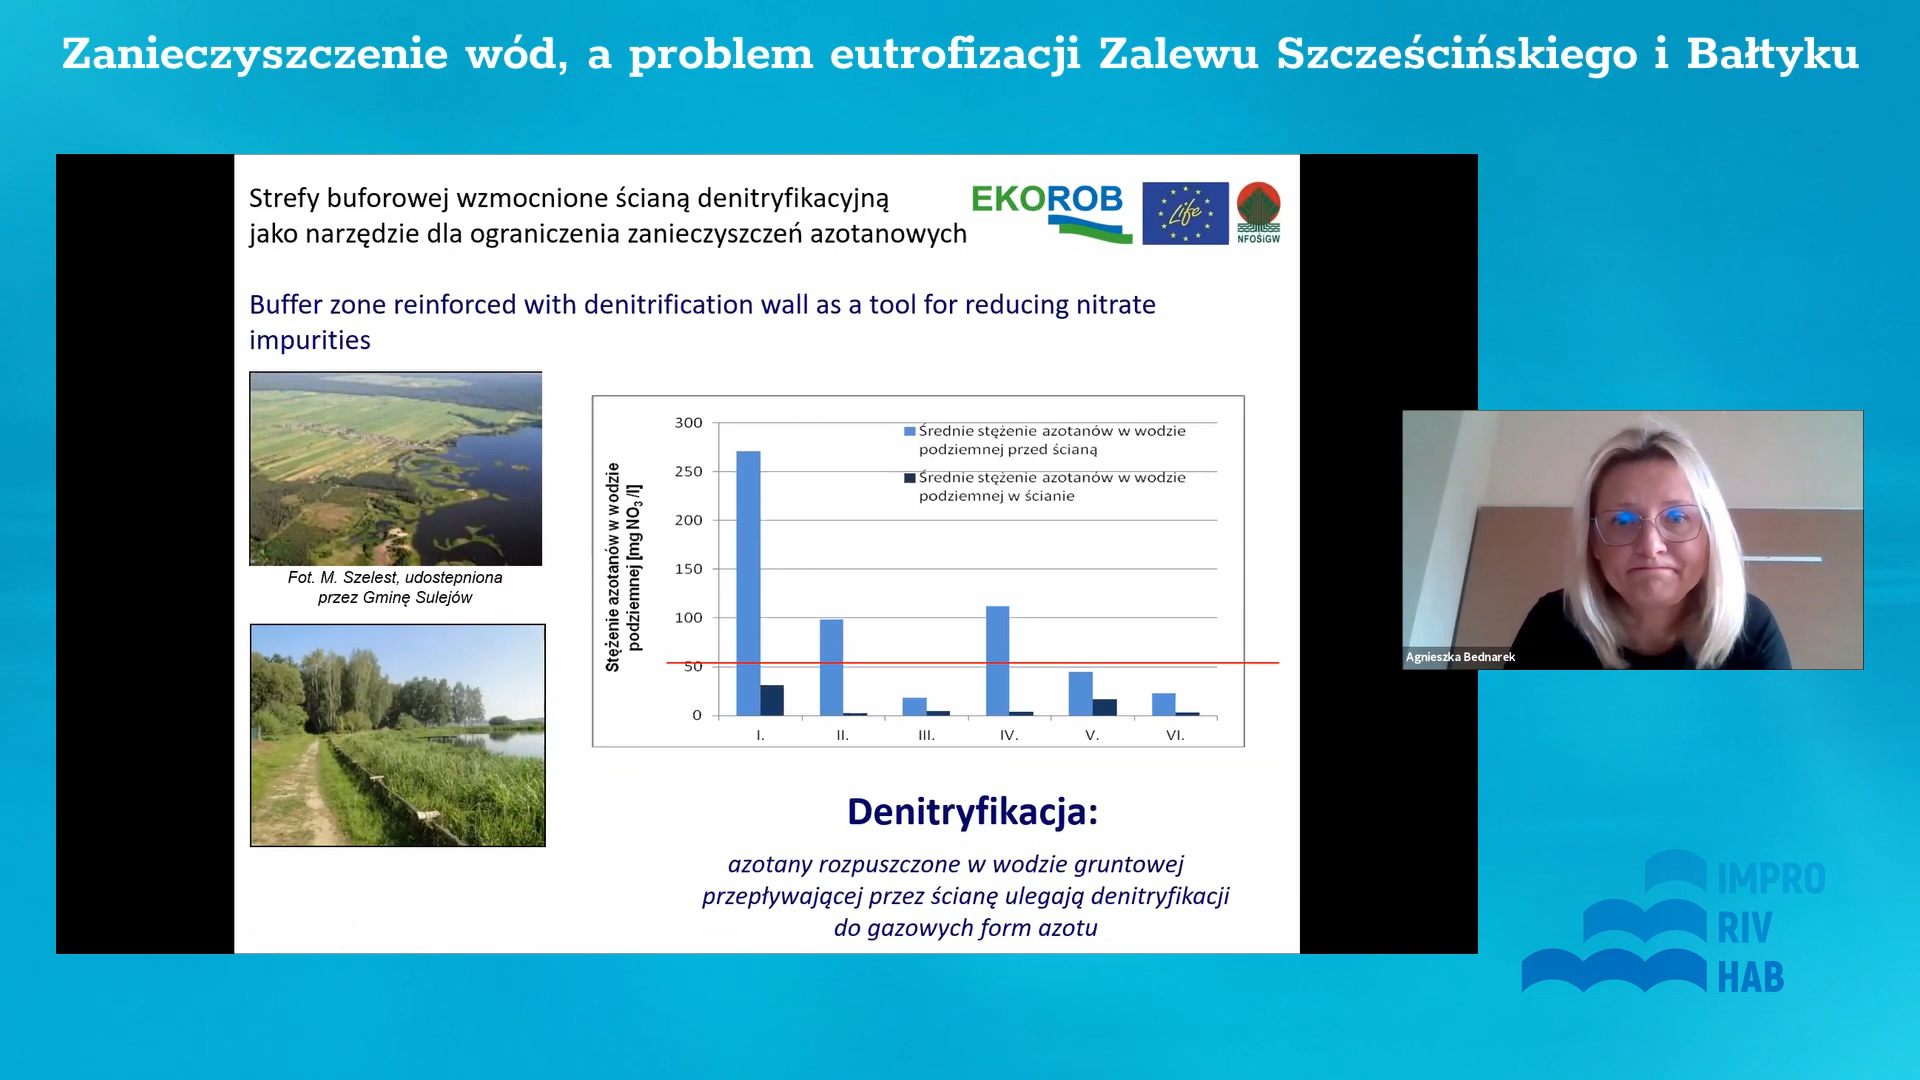 Zanieczyszczenie wód, a problem eutrofizacji Zalewu Szcześcińskiego i Bałtyku
Strefy buforowej wzmocnione ścianą denitryfikacyjną
jako narzędzie dla ograniczenia zanieczyszczeń azotanowych
EKOROB
Life
NFOŚiGW
Buffer zone reinforced with denitrification wall as a tool for reducing nitrate
impurities
Fot. M. Szelest, udostepniona
przez Gminę Sulejów
Stężenie azotanów w wodzie
podziemnej [mg NO3 /l]
300
250
200
150
100
50
0
Średnie stężenie azotanów w wodzie
podziemnej przed ścianą
Średnie stężenie azotanów w wodzie
podziemnej w ścianie
I.
II.
III.
IV.
V.
VI.
Denitryfikacja:
azotany rozpuszczone w wodzie gruntowej
przepływającej przez ścianę ulegają denitryfikacji
do gazowych form azotu
Agnieszka Bednarek
IMPRO
RIV
HAB